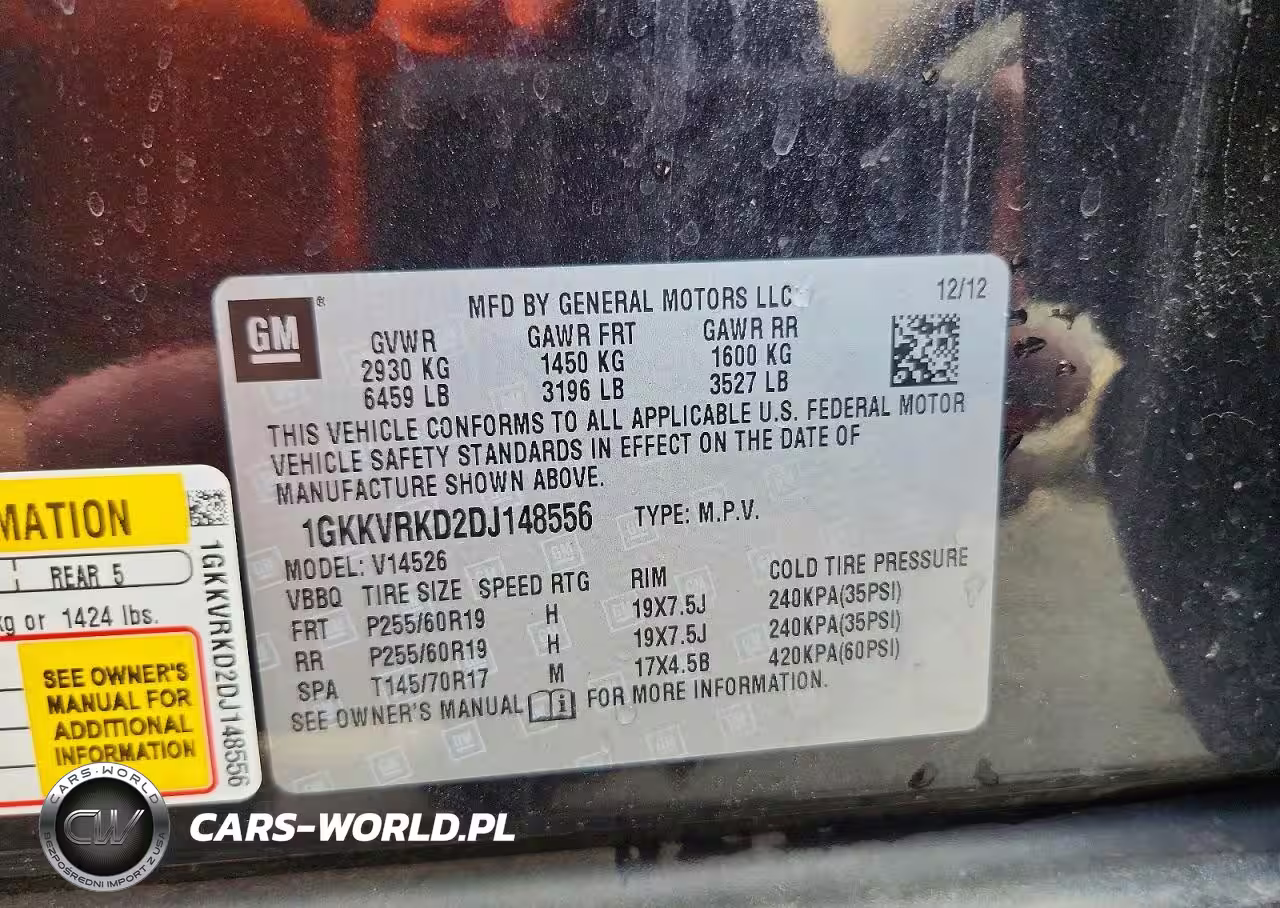 GM®
MFD BY GENERAL MOTORS LLC
12/12
GVWR GAWR FRT GAWR RR
2930 KG 1450 KG 1600 KG
6459 LB 3196 LB 3527 LB
THIS VEHICLE CONFORMS TO ALL APPLICABLE U.S. FEDERAL MOTOR
VEHICLE SAFETY STANDARDS IN EFFECT ON THE DATE OF
MANUFACTURE SHOWN ABOVE.
1GKKVRKD2DJ148556 TYPE: M.P.V.
MODEL: V14526
VBBQ TIRE SIZE SPEED RTG RIM COLD TIRE PRESSURE
FRT P255/60R19 H 19X7.5J 240KPA(35PSI)
RR P255/60R19 H 19X7.5J 240KPA(35PSI)
SPA T145/70R17 M 17X4.5B 420KPA(60PSI)
SEE OWNER'S MANUAL FOR MORE INFORMATION.
MATION
REAR 5
kg or 1424 lbs.
SEE OWNER'S
MANUAL FOR
ADDITIONAL
INFORMATION
1GKKVRKD2DJ148556
CARS-WORLD
CW
BEZPOŚREDNI IMPORT Z USA
CARS-WORLD.PL